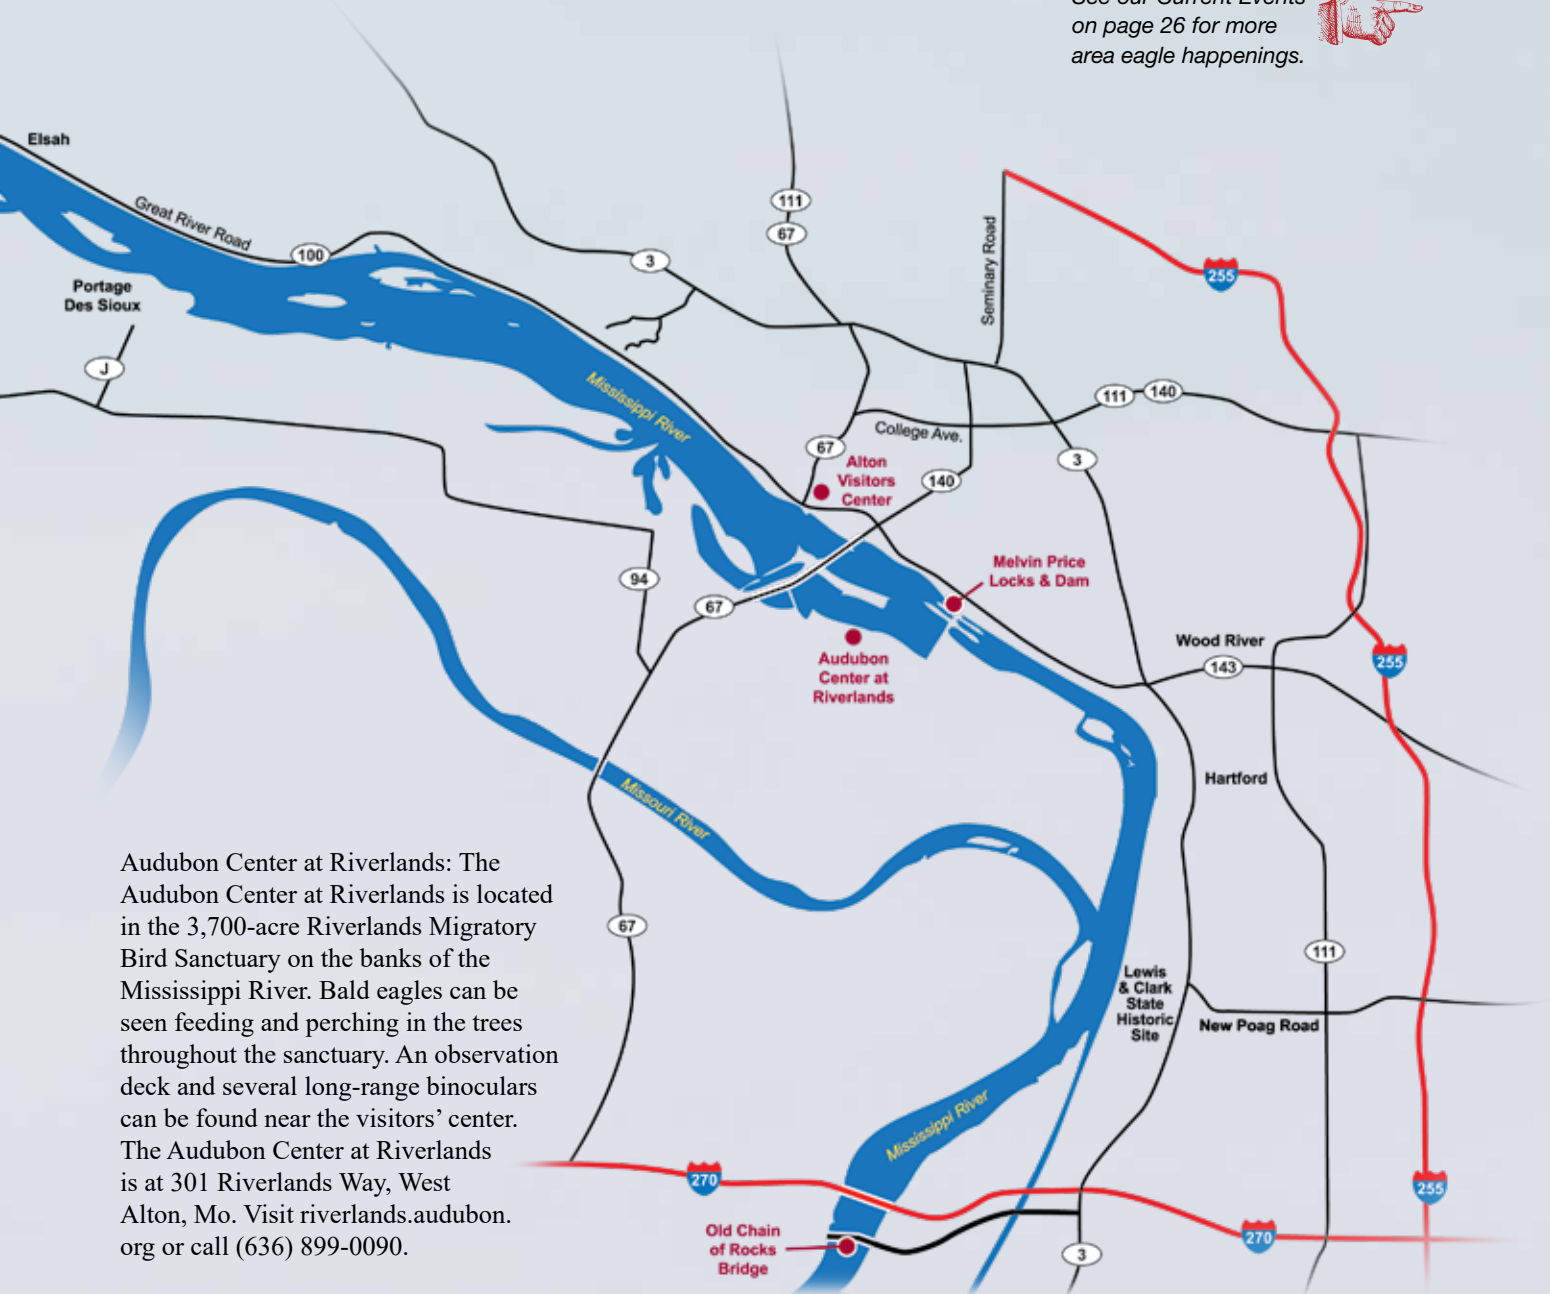 See our Current Events
on page 26 for more
area eagle happenings.
Elsah
Great River Road
100
Portage
Des Sioux
J
3
111
67
Seminary Road
255
Mississippi River
111
140
College Ave.
67
Alton
Visitors
Center
140
3
94
67
Melvin Price
Locks & Dam
Audubon
Center at
Riverlands
Wood River
143
255
Hartford
Missouri River
Audubon Center at Riverlands: The
Audubon Center at Riverlands is located
in the 3,700-acre Riverlands Migratory
Bird Sanctuary on the banks of the
Mississippi River. Bald eagles can be
seen feeding and perching in the trees
throughout the sanctuary. An observation
deck and several long-range binoculars
can be found near the visitors’ center.
The Audubon Center at Riverlands
is at 301 Riverlands Way, West
Alton, Mo. Visit riverlands.audubon.
org or call (636) 899-0090.
67
111
Lewis
& Clark
State
Historic
Site
New Poag Road
Mississippi River
270
255
Old Chain
of Rocks
Bridge
270
3